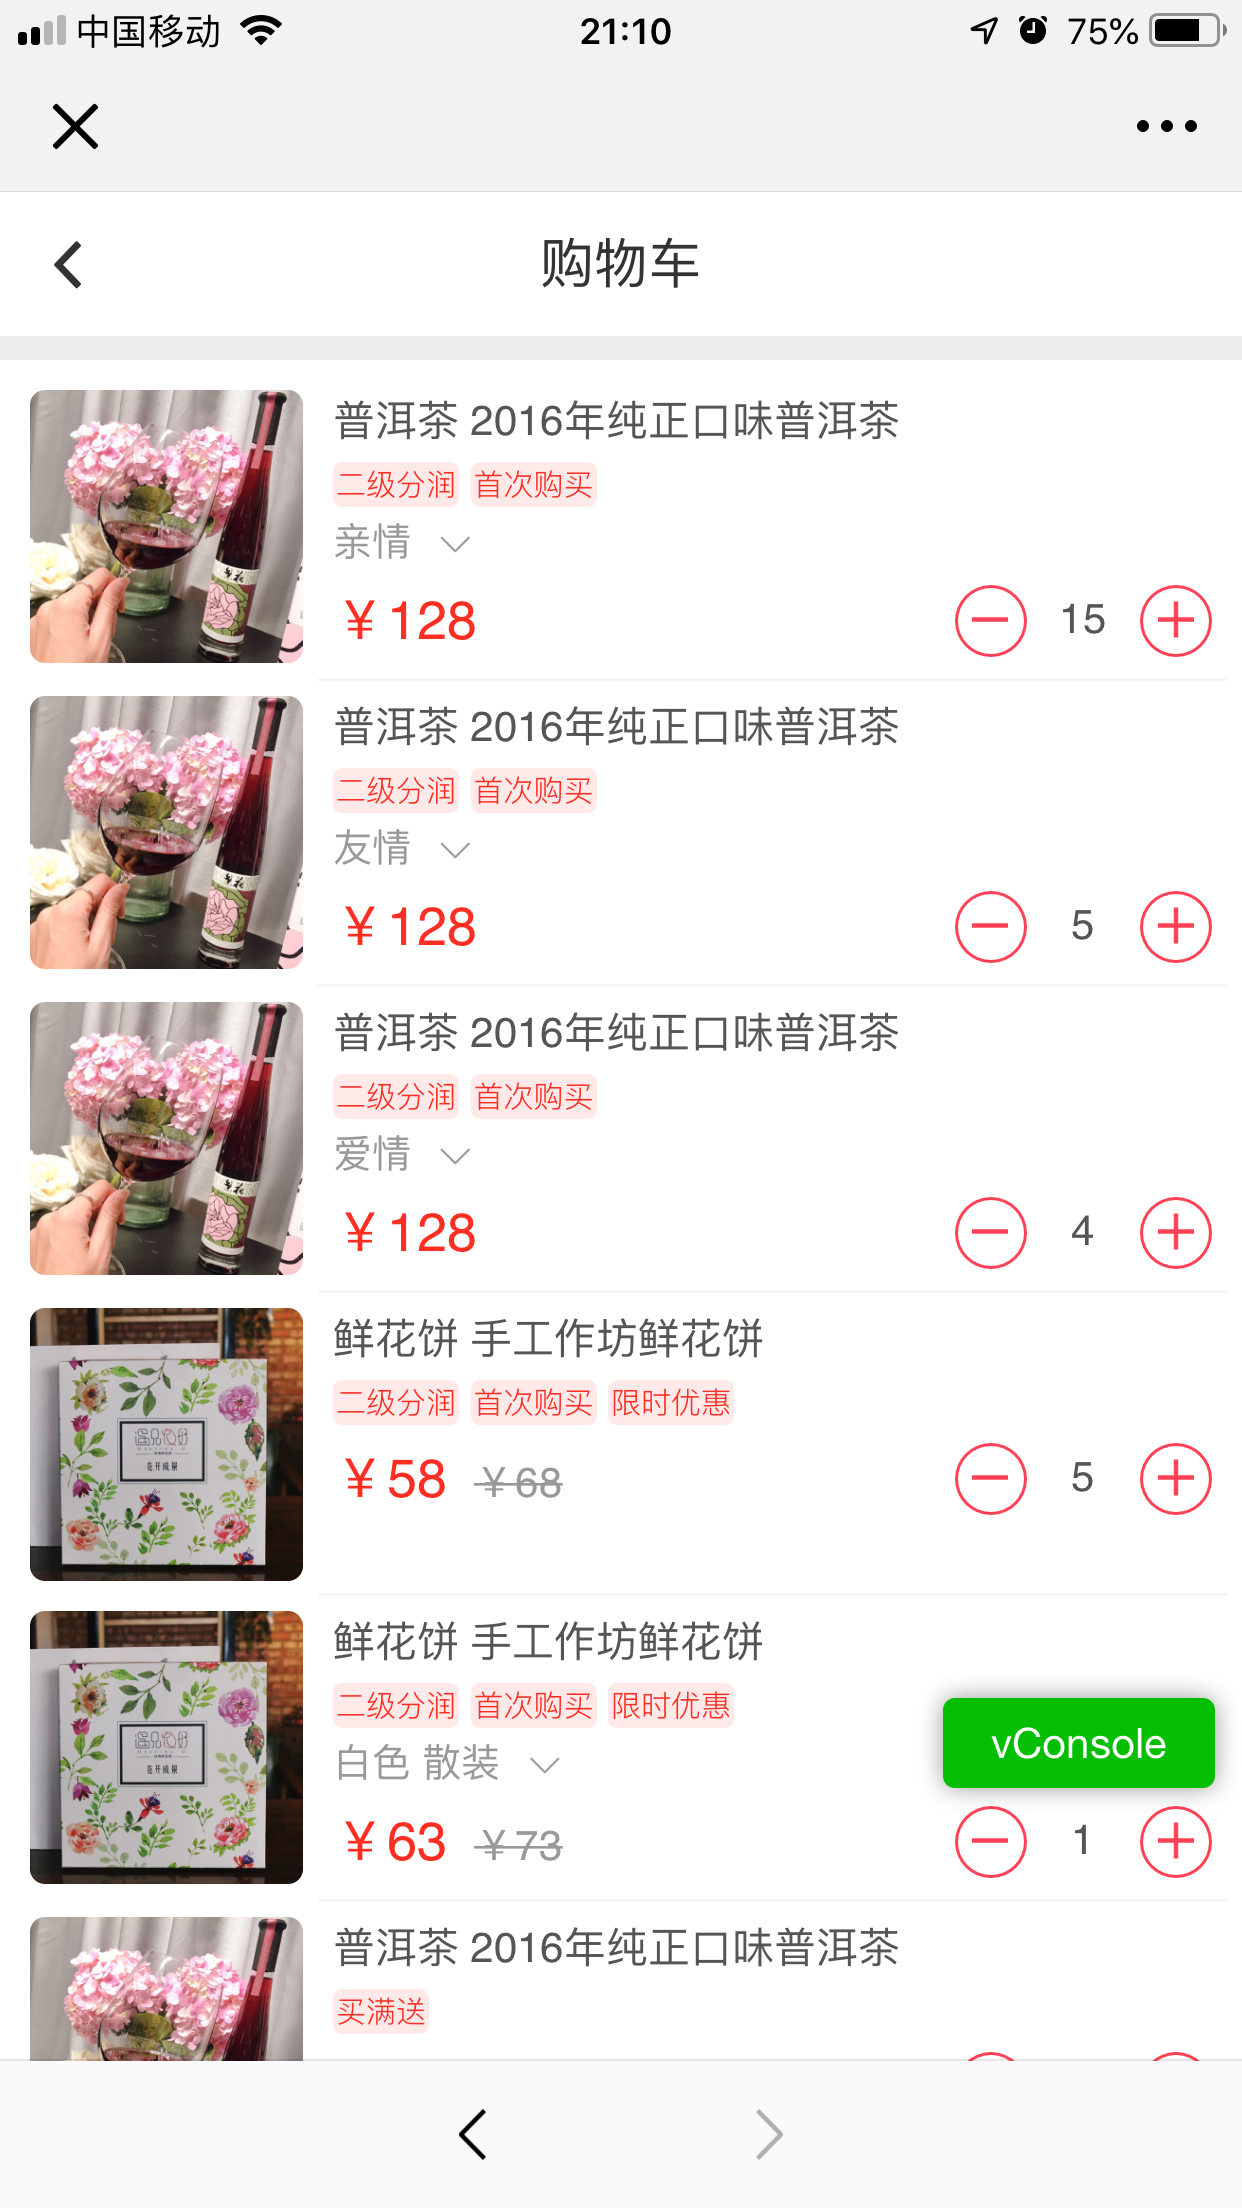 中国移动 21:10 75%
购物车
普洱茶 2016年纯正口味普洱茶
二级分润 首次购买
亲情
¥128 15
普洱茶 2016年纯正口味普洱茶
二级分润 首次购买
友情
¥128 5
普洱茶 2016年纯正口味普洱茶
二级分润 首次购买
爱情
¥128 4
鲜花饼 手工作坊鲜花饼
二级分润 首次购买 限时优惠
¥58 ¥68 5
花开成景
鲜花饼 手工作坊鲜花饼
二级分润 首次购买 限时优惠
vConsole
白色 散装
¥63 ¥73 1
普洱茶 2016年纯正口味普洱茶
买满送